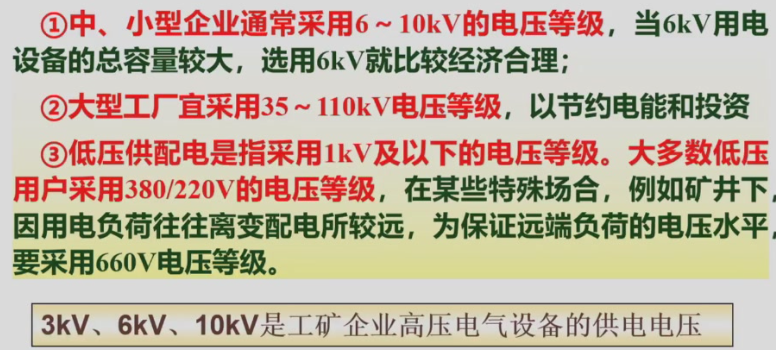 ①中、小型企业通常采用6～10kV的电压等级，当6kV用电
设备的总容量较大，选用6kV就比较经济合理；
②大型工厂宜采用35～110kV电压等级，以节约电能和投资
③低压供配电是指采用1kV及以下的电压等级。大多数低压
用户采用380/220V的电压等级，在某些特殊场合，例如矿井下，
因用电负荷往往离变配电所较远，为保证远端负荷的电压水平，
要采用660V电压等级。
3kV、6kV、10kV是工矿企业高压电气设备的供电电压